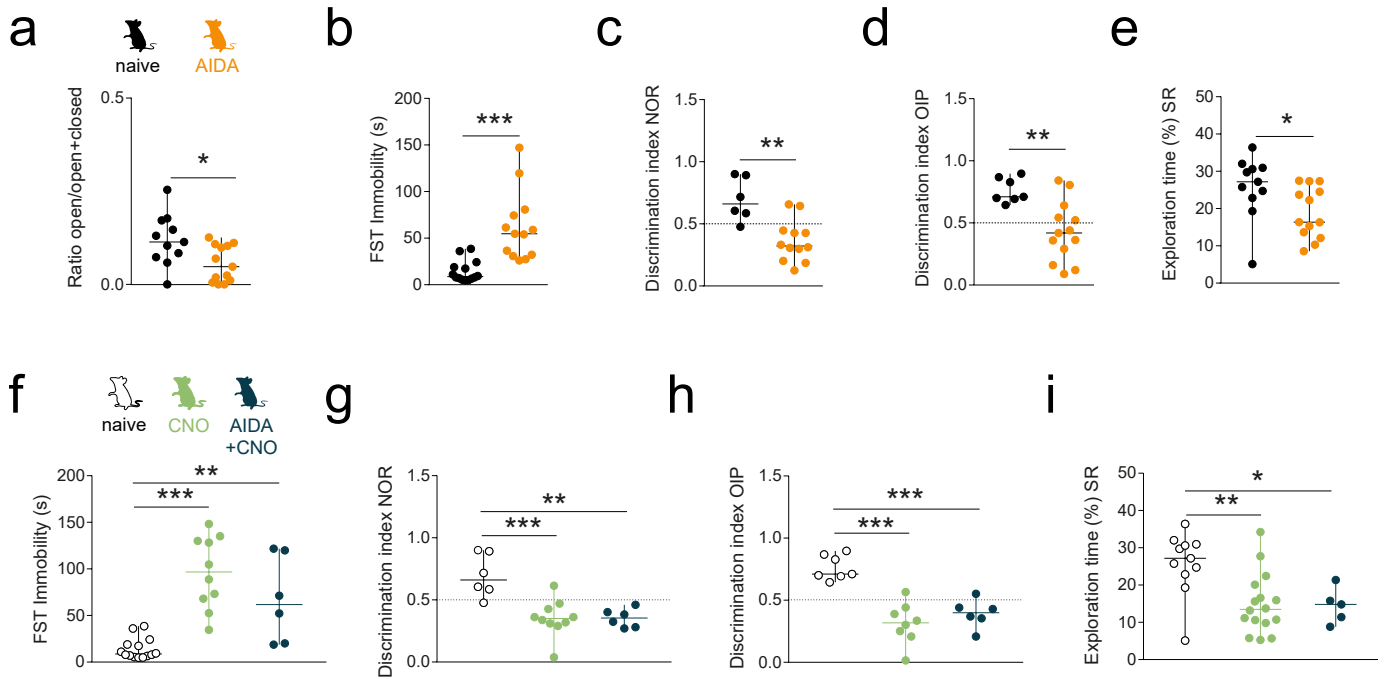 a
naive
AIDA
Ratio open/open+closed
0.5
0.0
*
b
FST Immobility (s)
200
150
100
50
0
***
c
Discrimination index NOR
1.5
1.0
0.5
0.0
**
d
Discrimination index OIP
1.5
1.0
0.5
0.0
**
e
Exploration time (%) SR
50
40
30
20
10
0
*
f
naive
CNO
AIDA
+CNO
FST Immobility (s)
200
150
100
50
0
**
***
g
Discrimination index NOR
1.5
1.0
0.5
0.0
**
***
h
Discrimination index OIP
1.5
1.0
0.5
0.0
***
***
i
Exploration time (%) SR
50
40
30
20
10
0
*
**